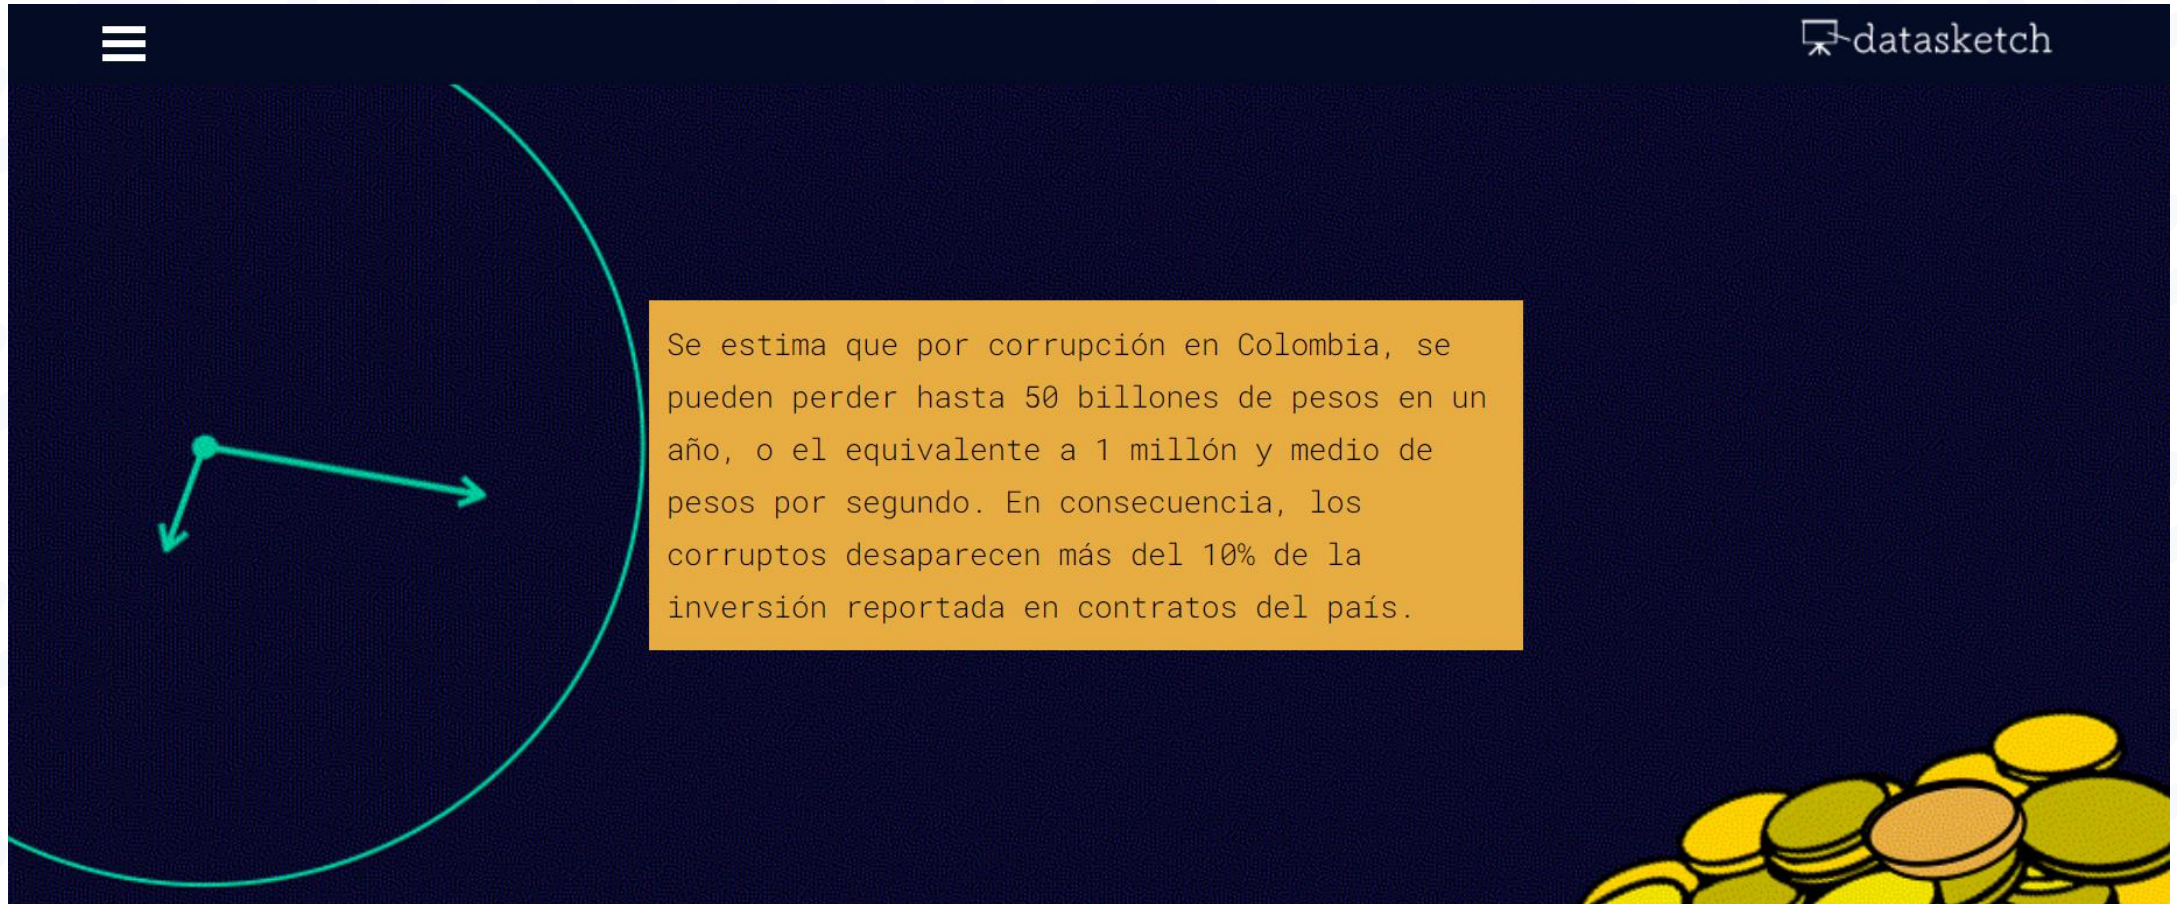 datasketch
Se estima que por corrupción en Colombia, se
pueden perder hasta 50 billones de pesos en un
año, o el equivalente a 1 millón y medio de
pesos por segundo. En consecuencia, los
corruptos desaparecen más del 10% de la
inversión reportada en contratos del país.